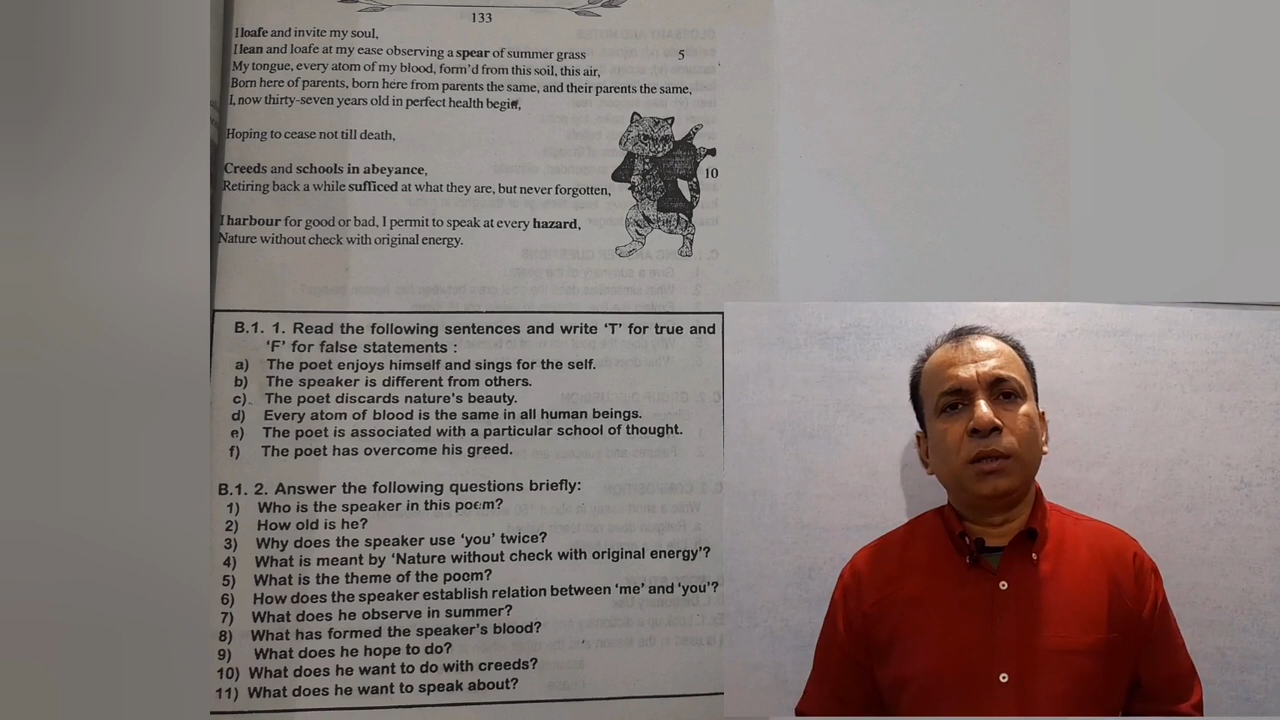 133
I loafe and invite my soul,
I lean and loafe at my ease observing a spear of summer grass 5
My tongue, every atom of my blood, form'd from this soil, this air,
Born here of parents, born here from parents the same, and their parents the same,
I, now thirty-seven years old in perfect health begin,
Hoping to cease not till death,
Creeds and schools in abeyance,
10
Retiring back a while sufficed at what they are, but never forgotten,
I harbour for good or bad, I permit to speak at every hazard,
Nature without check with original energy.
B.1. 1. Read the following sentences and write 'T' for true and
'F' for false statements :
a) The poet enjoys himself and sings for the self.
b) The speaker is different from others.
c). The poet discards nature's beauty.
d) Every atom of blood is the same in all human beings.
e) The poet is associated with a particular school of thought.
f) The poet has overcome his greed.
B.1. 2. Answer the following questions briefly:
1) Who is the speaker in this poem?
2) How old is he?
3) Why does the speaker use 'you' twice?
4) What is meant by 'Nature without check with original energy'?
5) What is the theme of the poom?
6) How does the speaker establish relation between 'me' and 'you'?
7) What does he observe in summer?
8) What has formed the speaker's blood?
9) What does he hope to do?
10) What does he want to do with creeds?
11) What does he want to speak about?